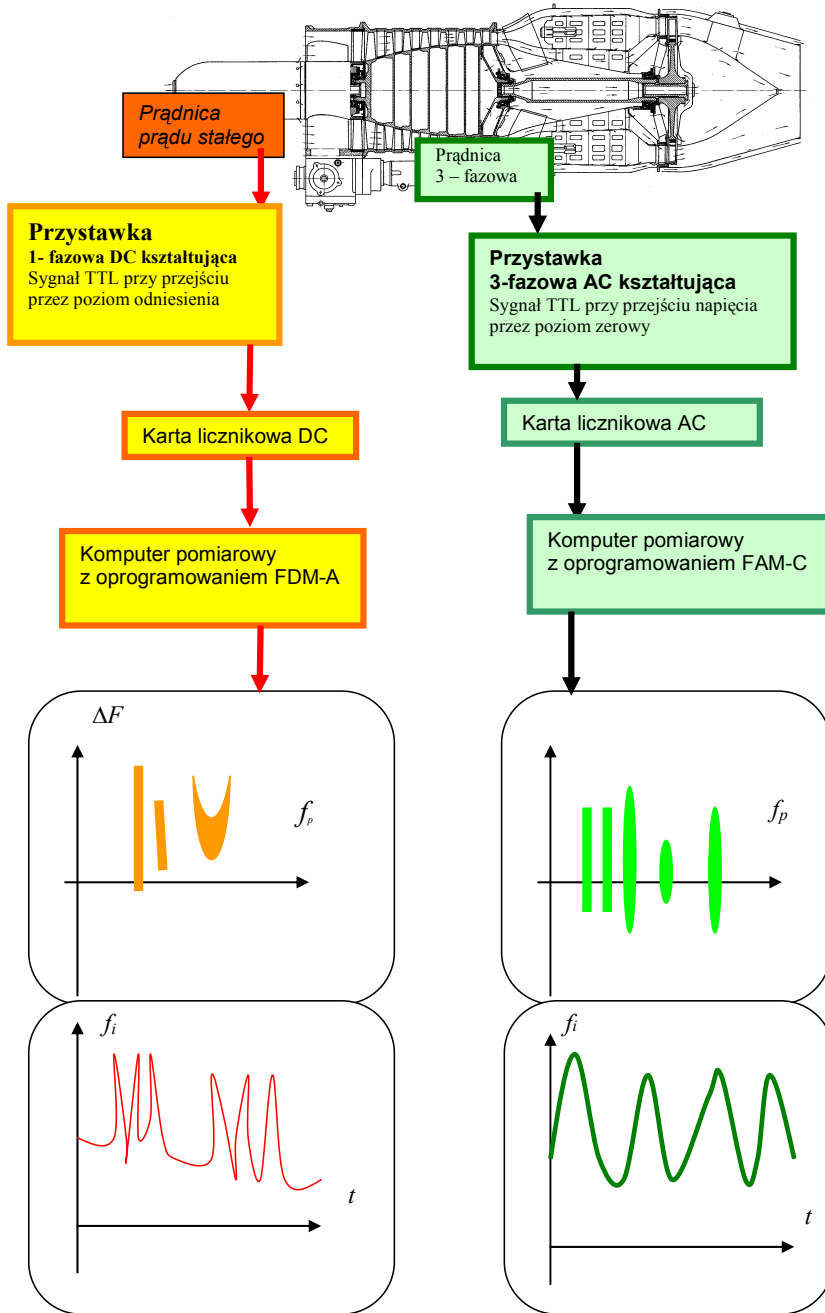 Prądnica
prądu stałego
Prądnica
3 – fazowa
Przystawka
1- fazowa DC kształtująca
Sygnał TTL przy przejściu
przez poziom odniesienia
Przystawka
3-fazowa AC kształtująca
Sygnał TTL przy przejściu napięcia
przez poziom zerowy
Karta licznikowa DC
Karta licznikowa AC
Komputer pomiarowy
z oprogramowaniem FDM-A
Komputer pomiarowy
z oprogramowaniem FAM-C
ΔF
fp
fp
fi
t
fi
t